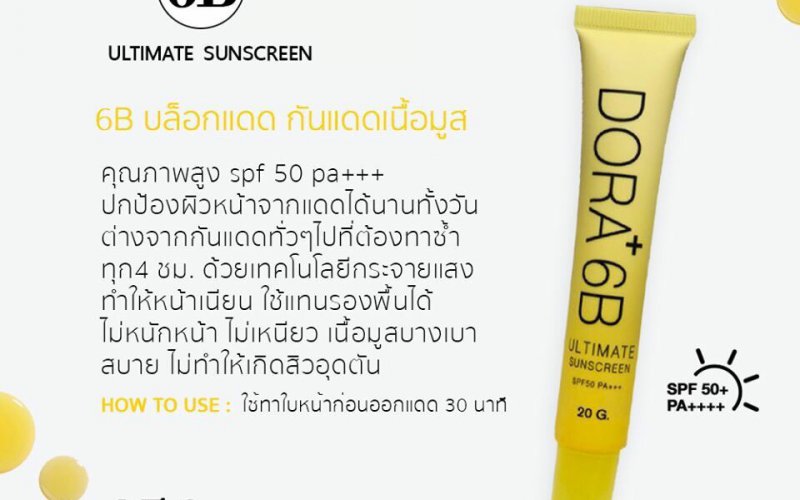 6B
ULTIMATE SUNSCREEN
6B บล็อกแดด กันแดดเนื้อมูส
คุณภาพสูง spf 50 pa+++
ปกป้องผิวหน้าจากแดดได้นานทั้งวัน
ต่างจากกันแดดทั่วๆไปที่ต้องทาซ้ำ
ทุก4 ชม. ด้วยเทคโนโลยีกระจายแสง
ทำให้หน้าเนียน ใช้แทนรองพื้นได้
ไม่หนักหน้า ไม่เหนียว เนื้อมูสบางเบา
สบาย ไม่ทำให้เกิดสิวอุดตัน
HOW TO USE : ใช้ทาใบหน้าก่อนออกแดด 30 นาที
DORA+6B
ULTIMATE
SUNSCREEN
SPF50 PA+++
20 G.
SPF 50+
PA++++